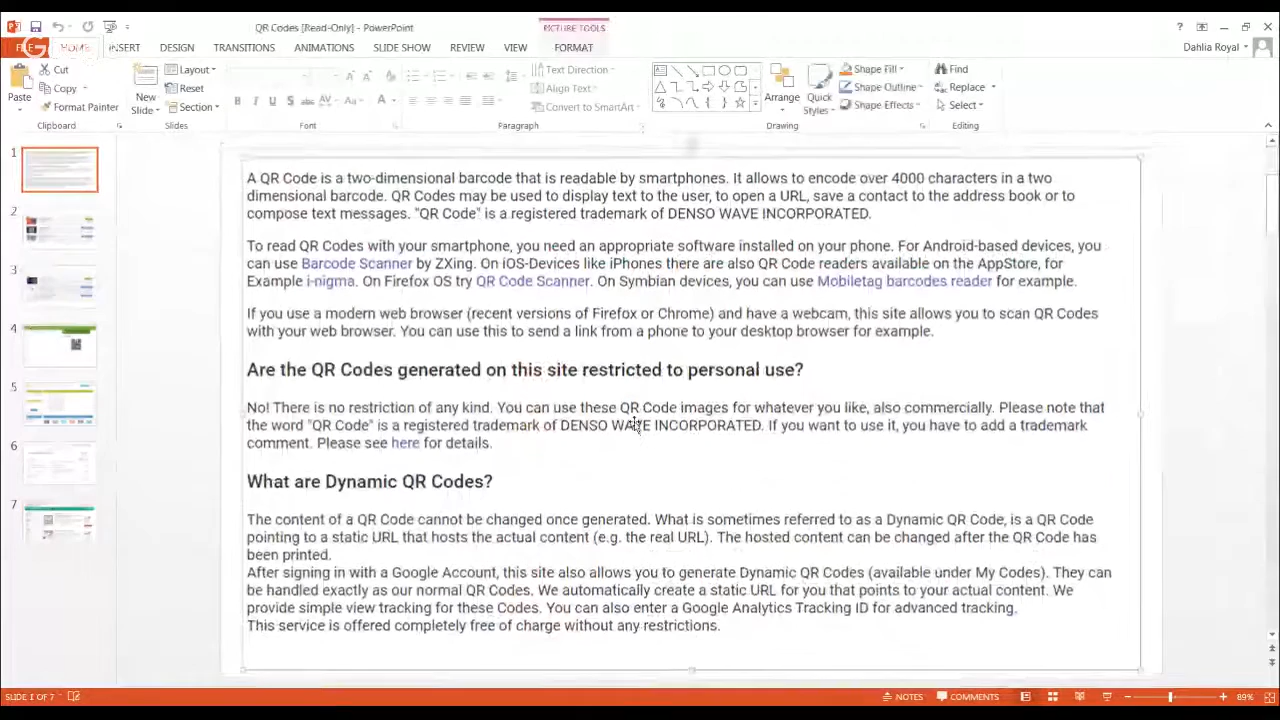 QR Codes [Read-Only] - PowerPoint
PICTURE TOOLS
FILE HOME INSERT DESIGN TRANSITIONS ANIMATIONS SLIDE SHOW REVIEW VIEW FORMAT
Dahlia Royal
Paste
Cut
Copy
Format Painter
Clipboard
New Slide
Layout
Reset
Section
Slides
Font
Text Direction
Align Text
Convert to SmartArt
Paragraph
Arrange
Quick Styles
Shape Fill
Shape Outline
Shape Effects
Drawing
Find
Replace
Select
Editing
1
2
3
4
5
6
7
A QR Code is a two-dimensional barcode that is readable by smartphones. It allows to encode over 4000 characters in a two
dimensional barcode. QR Codes may be used to display text to the user, to open a URL, save a contact to the address book or to
compose text messages. "QR Code" is a registered trademark of DENSO WAVE INCORPORATED.
To read QR Codes with your smartphone, you need an appropriate software installed on your phone. For Android-based devices, you
can use Barcode Scanner by ZXing. On iOS-Devices like iPhones there are also QR Code readers available on the AppStore, for
Example i-nigma. On Firefox OS try QR Code Scanner. On Symbian devices, you can use Mobiletag barcodes reader for example.
If you use a modern web browser (recent versions of Firefox or Chrome) and have a webcam, this site allows you to scan QR Codes
with your web browser. You can use this to send a link from a phone to your desktop browser for example.
Are the QR Codes generated on this site restricted to personal use?
No! There is no restriction of any kind. You can use these QR Code images for whatever you like, also commercially. Please note that
the word "QR Code" is a registered trademark of DENSO WAVE INCORPORATED. If you want to use it, you have to add a trademark
comment. Please see here for details.
What are Dynamic QR Codes?
The content of a QR Code cannot be changed once generated. What is sometimes referred to as a Dynamic QR Code, is a QR Code
pointing to a static URL that hosts the actual content (e.g. the real URL). The hosted content can be changed after the QR Code has
been printed.
After signing in with a Google Account, this site also allows you to generate Dynamic QR Codes (available under My Codes). They can
be handled exactly as our normal QR Codes. We automatically create a static URL for you that points to your actual content. We
provide simple view tracking for these Codes. You can also enter a Google Analytics Tracking ID for advanced tracking.
This service is offered completely free of charge without any restrictions.
SLIDE 1 OF 7
NOTES
COMMENTS
89%